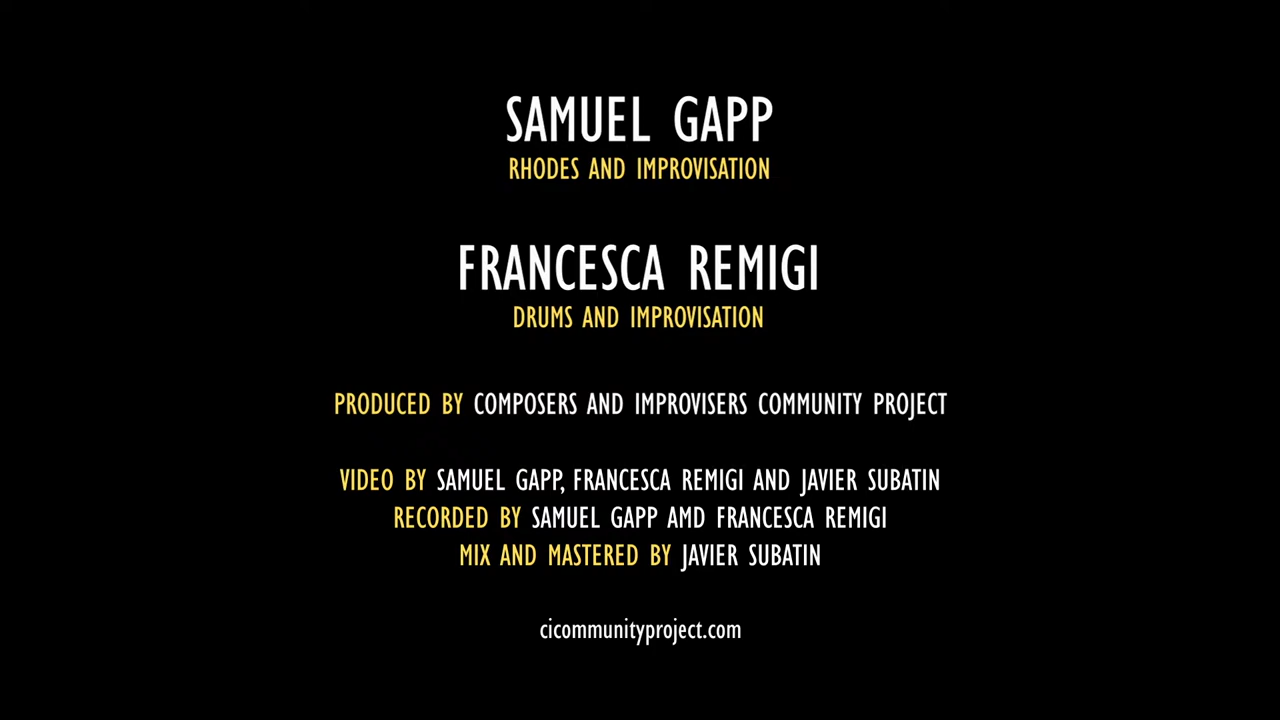 SAMUEL GAPP
RHODES AND IMPROVISATION
FRANCESCA REMIGI
DRUMS AND IMPROVISATION
PRODUCED BY COMPOSERS AND IMPROVISERS COMMUNITY PROJECT
VIDEO BY SAMUEL GAPP, FRANCESCA REMIGI AND JAVIER SUBATIN
RECORDED BY SAMUEL GAPP AMD FRANCESCA REMIGI
MIX AND MASTERED BY JAVIER SUBATIN
cicommunityproject.com